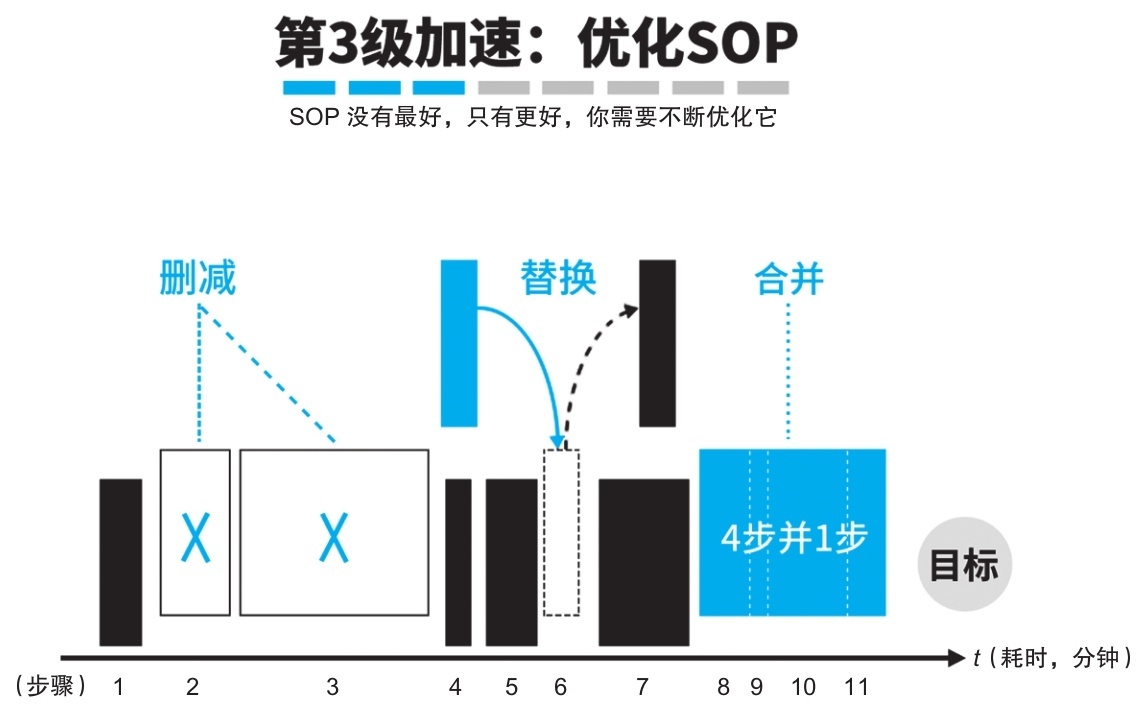 第3级加速：优化SOP
SOP 没有最好，只有更好，你需要不断优化它
删减
替换
合并
X
X
4步并1步
目标
t（耗时，分钟）
（步骤） 1 2 3 4 5 6 7 8 9 10 11